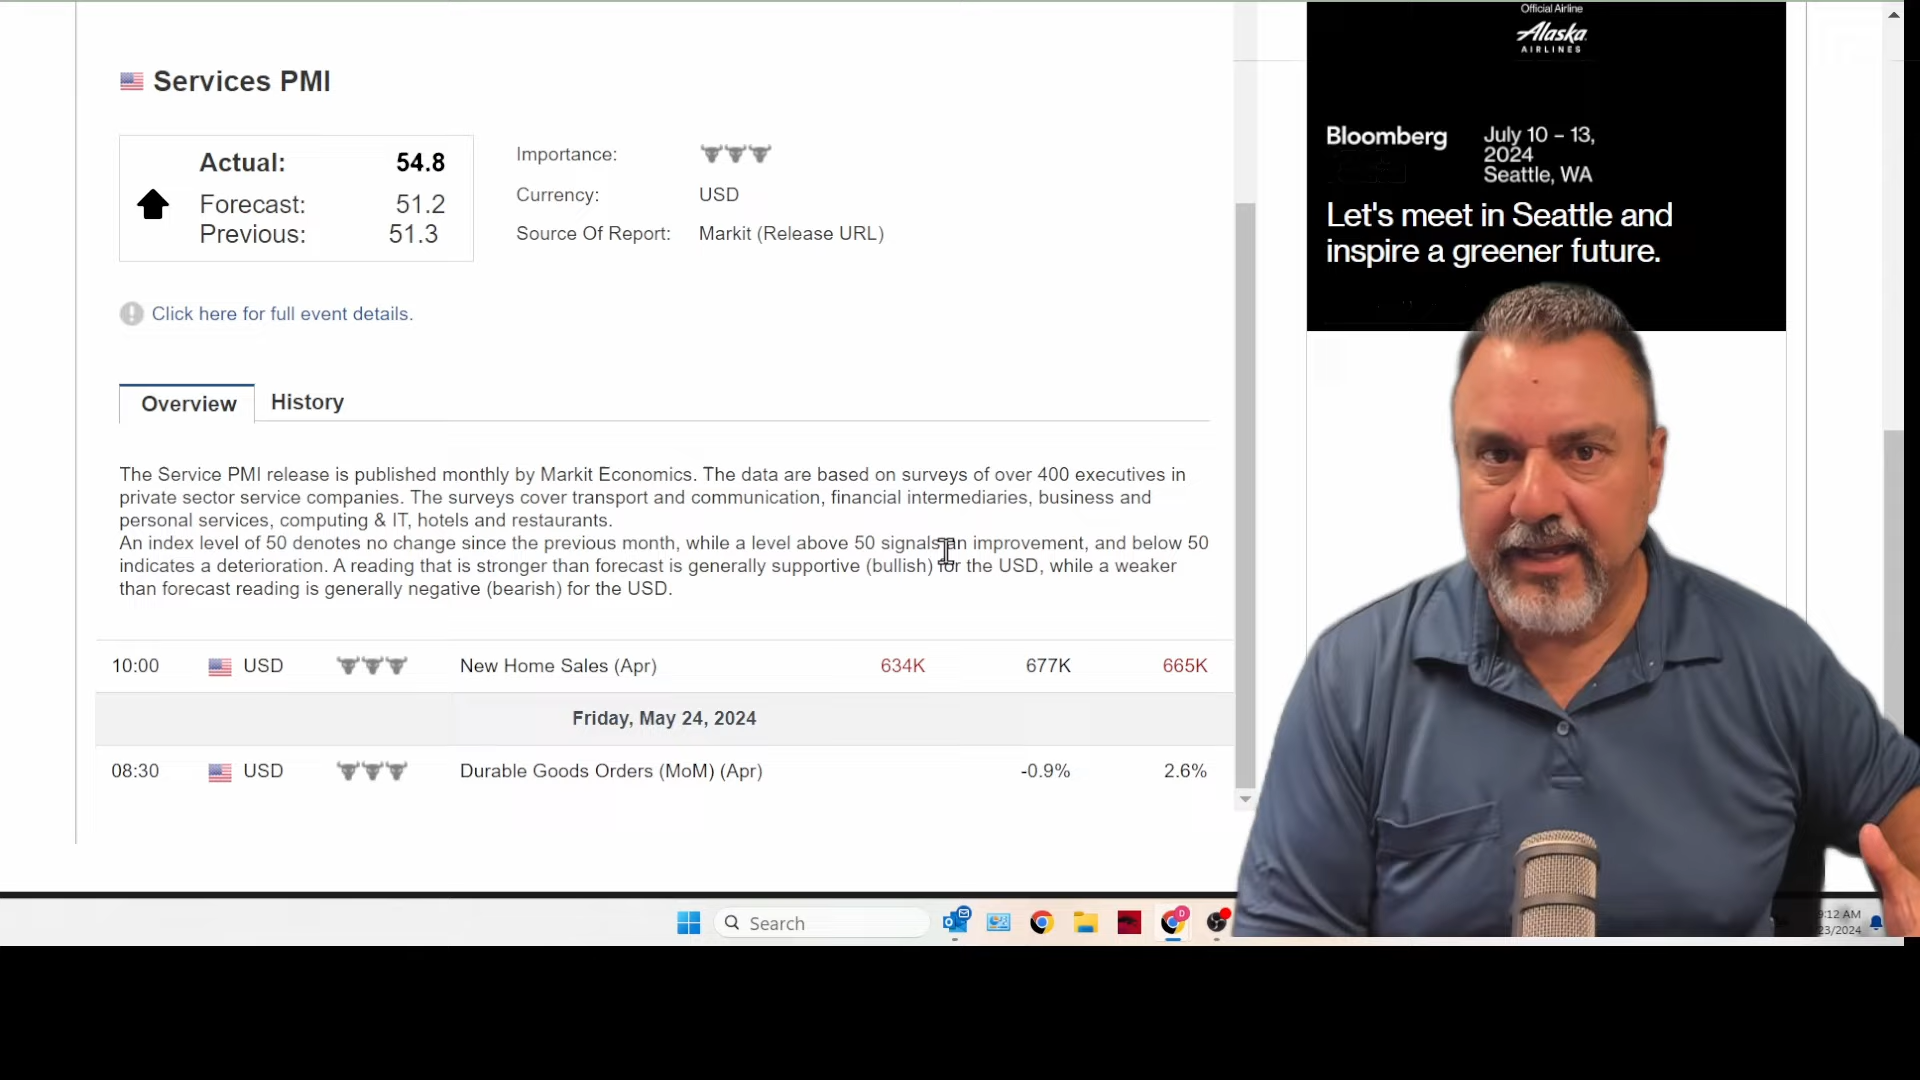 Official Airline
Alaska
AIRLINES
Services PMI
Bloomberg
July 10 – 13,
2024
Seattle, WA
Let's meet in Seattle and
inspire a greener future.
Actual: 54.8
Forecast: 51.2
Previous: 51.3
Importance:
Currency: USD
Source Of Report: Markit (Release URL)
Click here for full event details.
Overview History
The Service PMI release is published monthly by Markit Economics. The data are based on surveys of over 400 executives in
private sector service companies. The surveys cover transport and communication, financial intermediaries, business and
personal services, computing & IT, hotels and restaurants.
An index level of 50 denotes no change since the previous month, while a level above 50 signals an improvement, and below 50
indicates a deterioration. A reading that is stronger than forecast is generally supportive (bullish) for the USD, while a weaker
than forecast reading is generally negative (bearish) for the USD.
10:00 USD New Home Sales (Apr) 634K 677K 665K
Friday, May 24, 2024
08:30 USD Durable Goods Orders (MoM) (Apr) -0.9% 2.6%
Search
D
:12 AM
23/2024